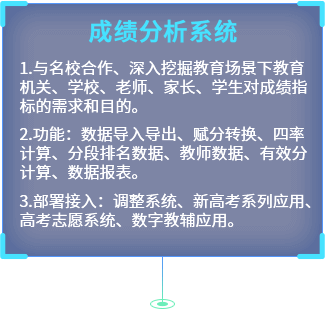 成绩分析系统
1.与名校合作、深入挖掘教育场景下教育
机关、学校、老师、家长、学生对成绩指
标的需求和目的。
2.功能：数据导入导出、赋分转换、四率
计算、分段排名数据、教师数据、有效分
计算、数据报表。
3.部署接入：调整系统、新高考系列应用、
高考志愿系统、数字教辅应用。